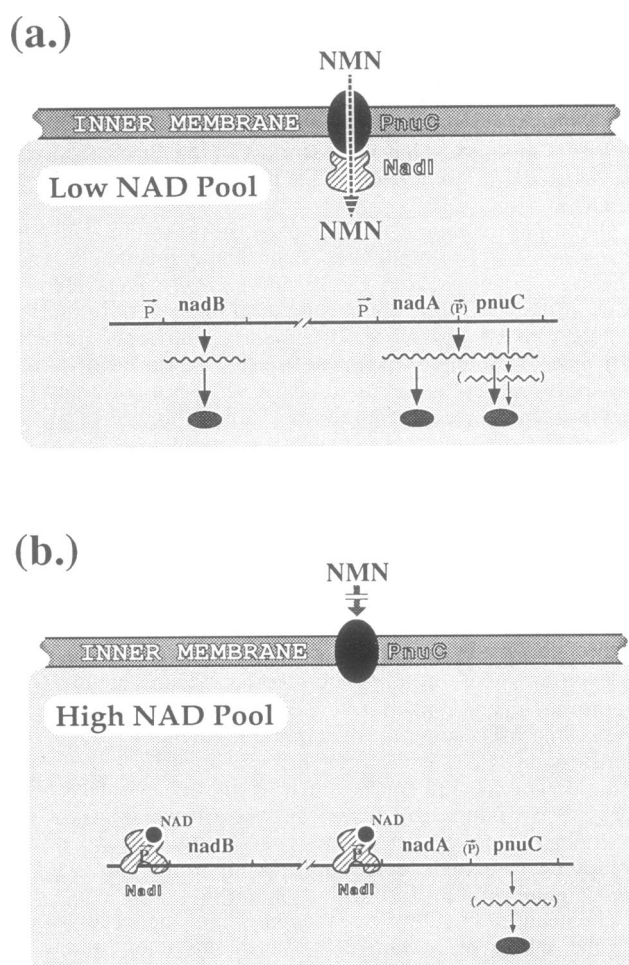 (a.)
NMN
INNER MEMBRANE PnuC
NadI
Low NAD Pool
NMN
P nadB P nadA (P) pnuC
( )
(b.)
NMN
INNER MEMBRANE PnuC
High NAD Pool
NAD NAD
P nadB P nadA (P) pnuC
NadI NadI
( )